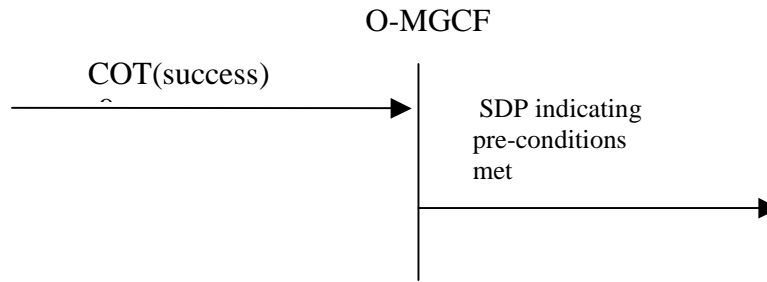 O-MGCF
COT(success)
SDP indicating
pre-conditions
met